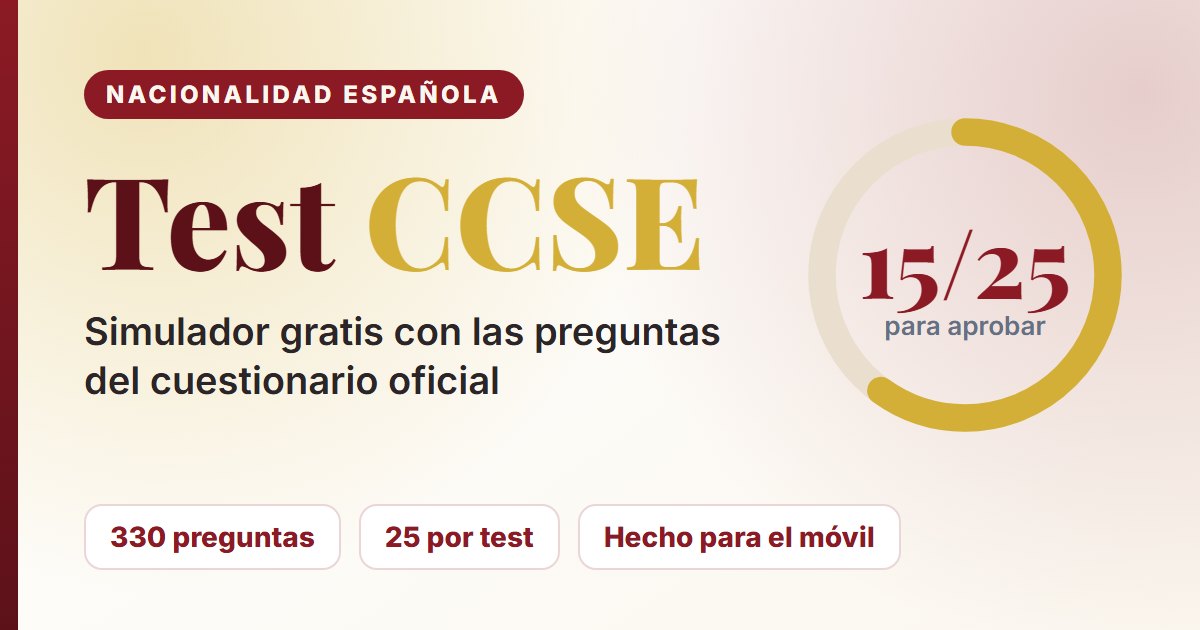 NACIONALIDAD ESPAÑOLA
Test CCSE
Simulador gratis con las preguntas
del cuestionario oficial
15/25
para aprobar
330 preguntas
25 por test
Hecho para el móvil